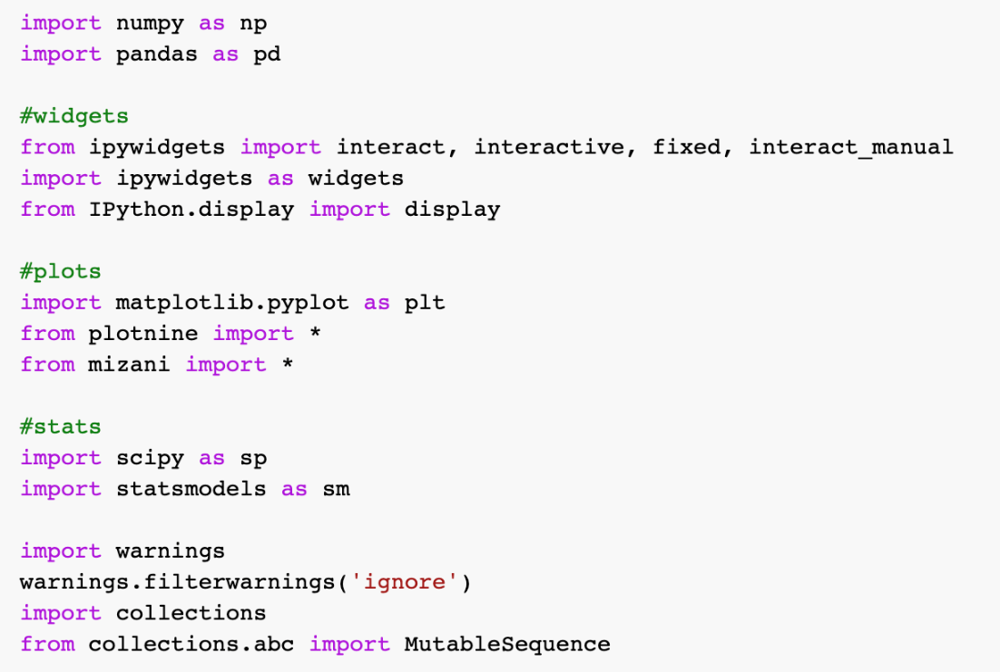 import numpy as np
import pandas as pd
#widgets
from ipywidgets import interact, interactive, fixed, interact_manual
import ipywidgets as widgets
from IPython.display import display
#plots
import matplotlib.pyplot as plt
from plotnine import *
from mizani import *
#stats
import scipy as sp
import statsmodels as sm
import warnings
warnings.filterwarnings('ignore')
import collections
from collections.abc import MutableSequence